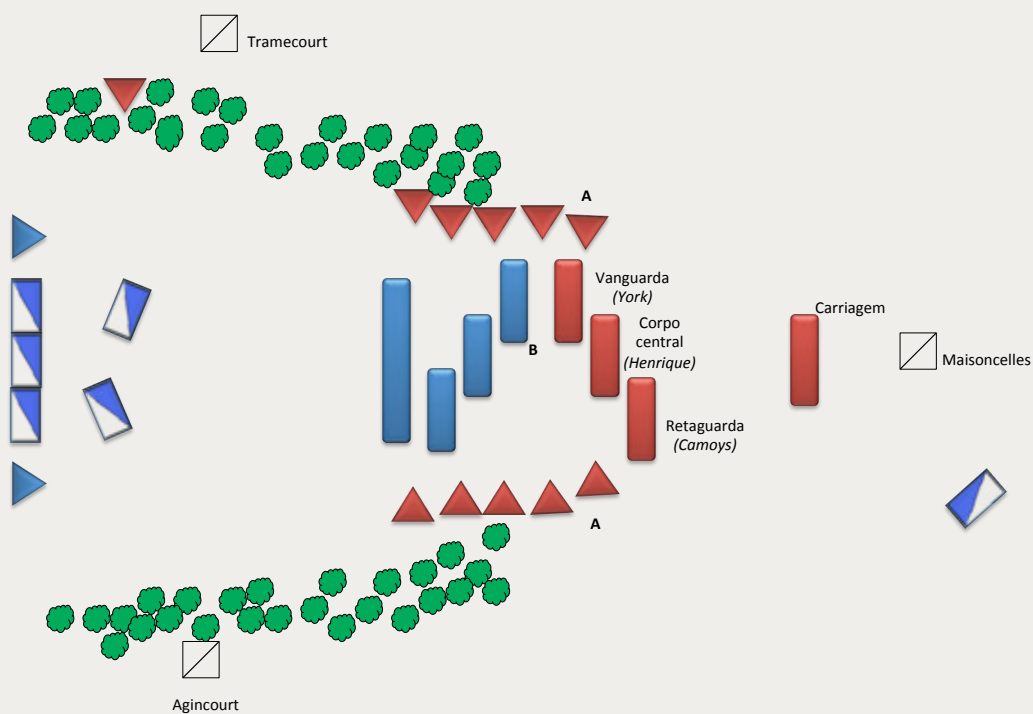 Tramecourt
A
Vanguarda
(York)
Carriagem
Corpo
central
(Henrique)
B
Maisoncelles
Retaguarda
(Camoys)
A
Agincourt